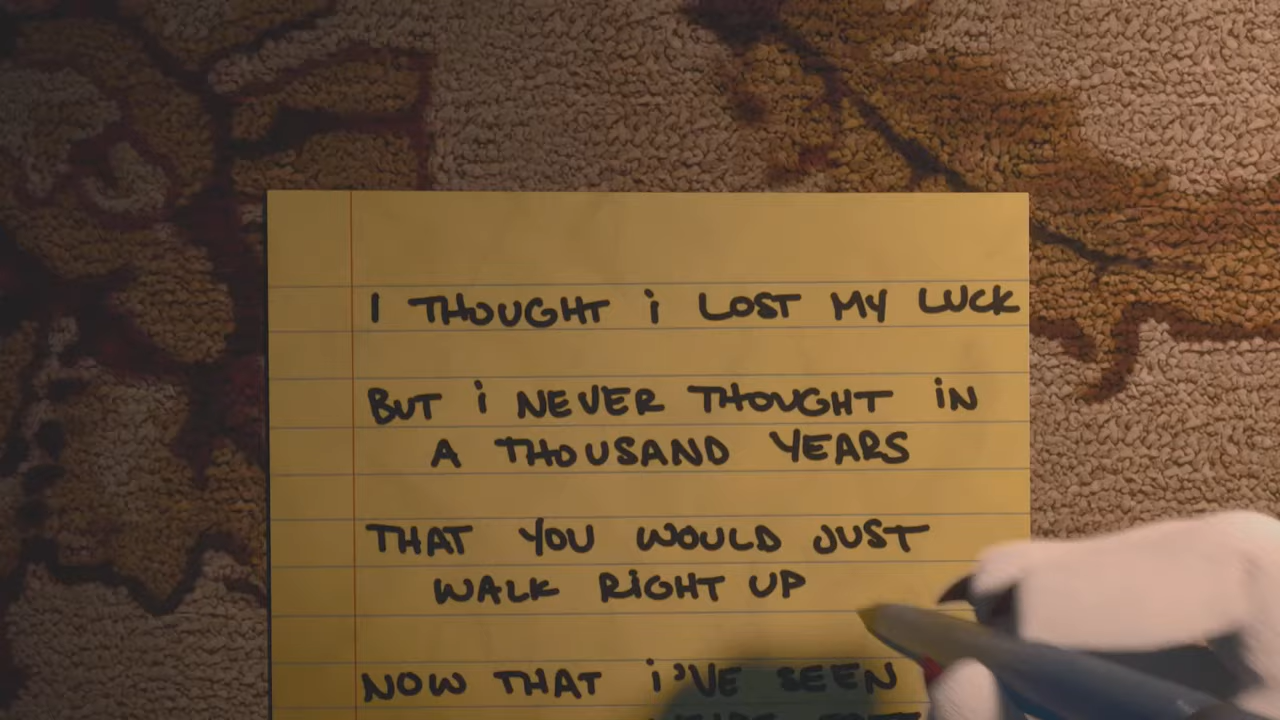 I THOUGHT i LOST MY LUCK
BUT i NEVER THOUGHT iN
A THOUSAND YEARS
THAT YOU WOULD JUST
WALK RiGHT UP
NOW THAT i'VE SEEN